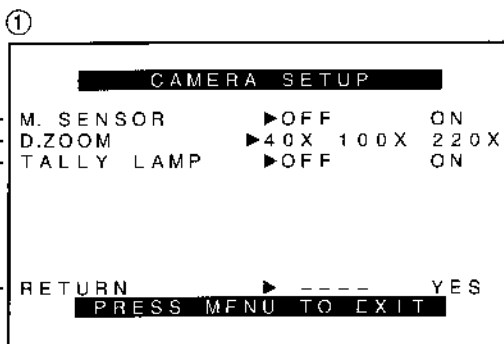 ①
CAMERA SETUP
M. SENSOR ►OFF ON
D.ZOOM ►40X 100X 220X
TALLY LAMP ►OFF ON
RETURN ► ---- YES
PRESS MENU TO EXIT